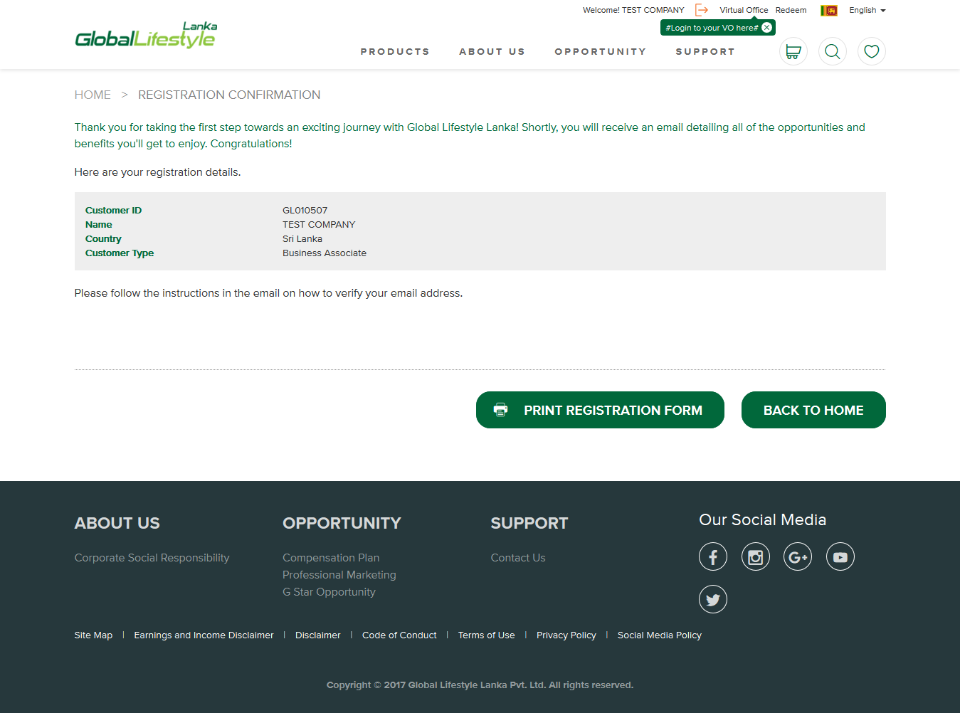 Welcome! TEST COMPANY Virtual Office Redeem English
#Login to your VO here#
GlobalLifestyle Lanka
PRODUCTS ABOUT US OPPORTUNITY SUPPORT
HOME > REGISTRATION CONFIRMATION
Thank you for taking the first step towards an exciting journey with Global Lifestyle Lanka! Shortly, you will receive an email detailing all of the opportunities and
benefits you'll get to enjoy. Congratulations!
Here are your registration details.
Customer ID GL010507
Name TEST COMPANY
Country Sri Lanka
Customer Type Business Associate
Please follow the instructions in the email on how to verify your email address.
PRINT REGISTRATION FORM BACK TO HOME
ABOUT US OPPORTUNITY SUPPORT Our Social Media
Corporate Social Responsibility Compensation Plan Contact Us
Professional Marketing
G Star Opportunity
Site Map | Earnings and Income Disclaimer | Disclaimer | Code of Conduct | Terms of Use | Privacy Policy | Social Media Policy
Copyright © 2017 Global Lifestyle Lanka Pvt. Ltd. All rights reserved.